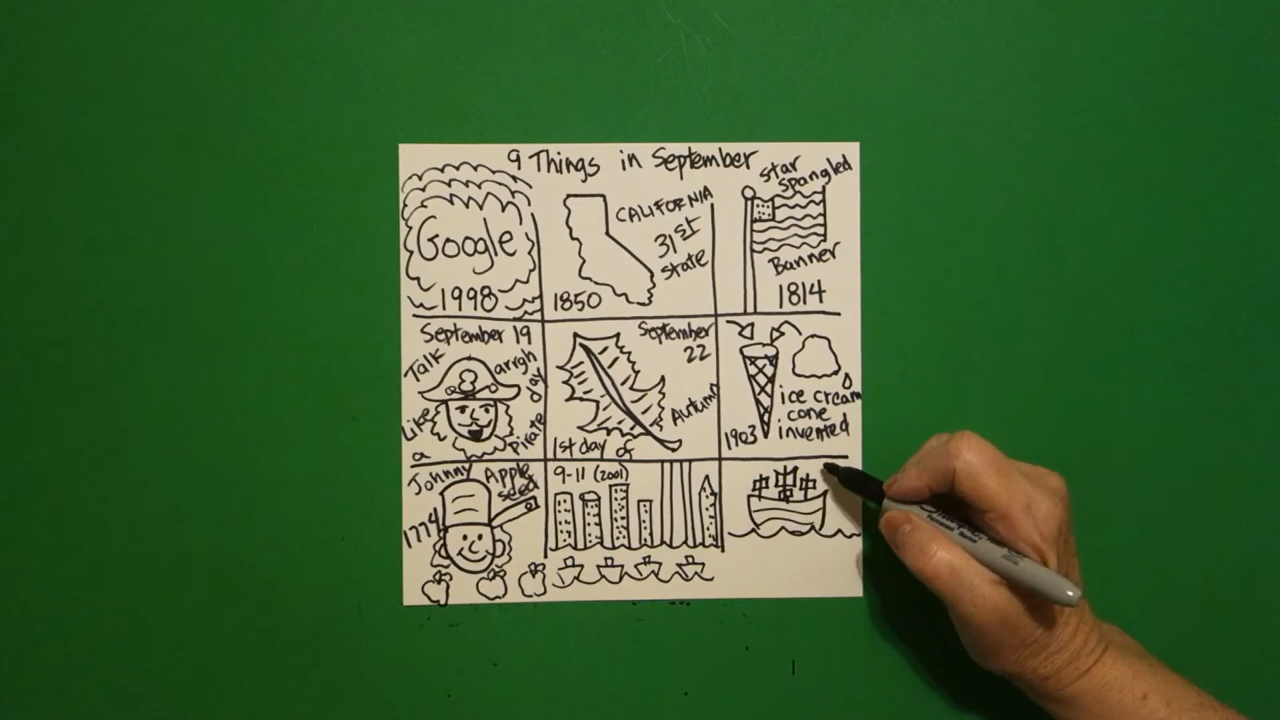 9 Things in September
Google
1998
CALIFORNIA
31st
State
1850
Star
Spangled
Banner
1814
September 19
Talk
Like
a
Pirate
day
arrgh
September
22
1st day of
Autumn
ice cream
cone
invented
1903
Johnny Apple
seed
1774
9-11 (2001)